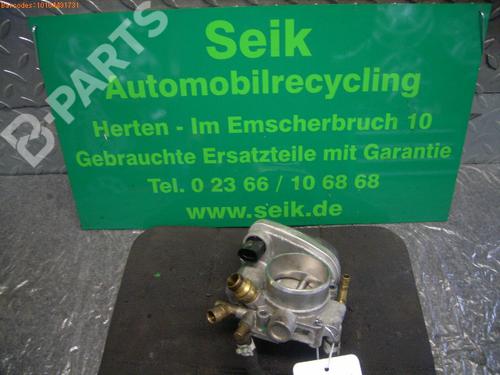 Seik
Automobilrecycling
Herten - Im Emscherbruch 10
Gebrauchte Ersatzteile mit Garantie
Tel. 0 23 66 / 10 68 68
www.seik.de
B-PARTS